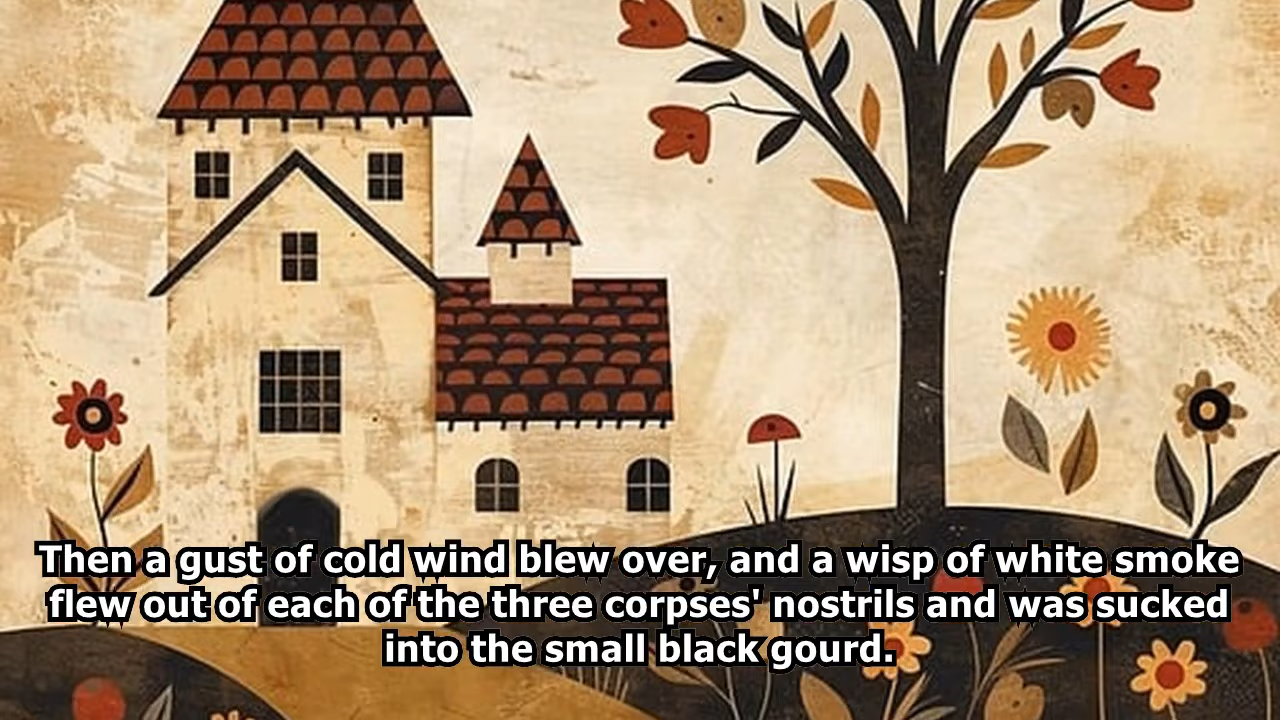 Then a gust of cold wind blew over, and a wisp of white smoke
flew out of each of the three corpses' nostrils and was sucked
into the small black gourd.